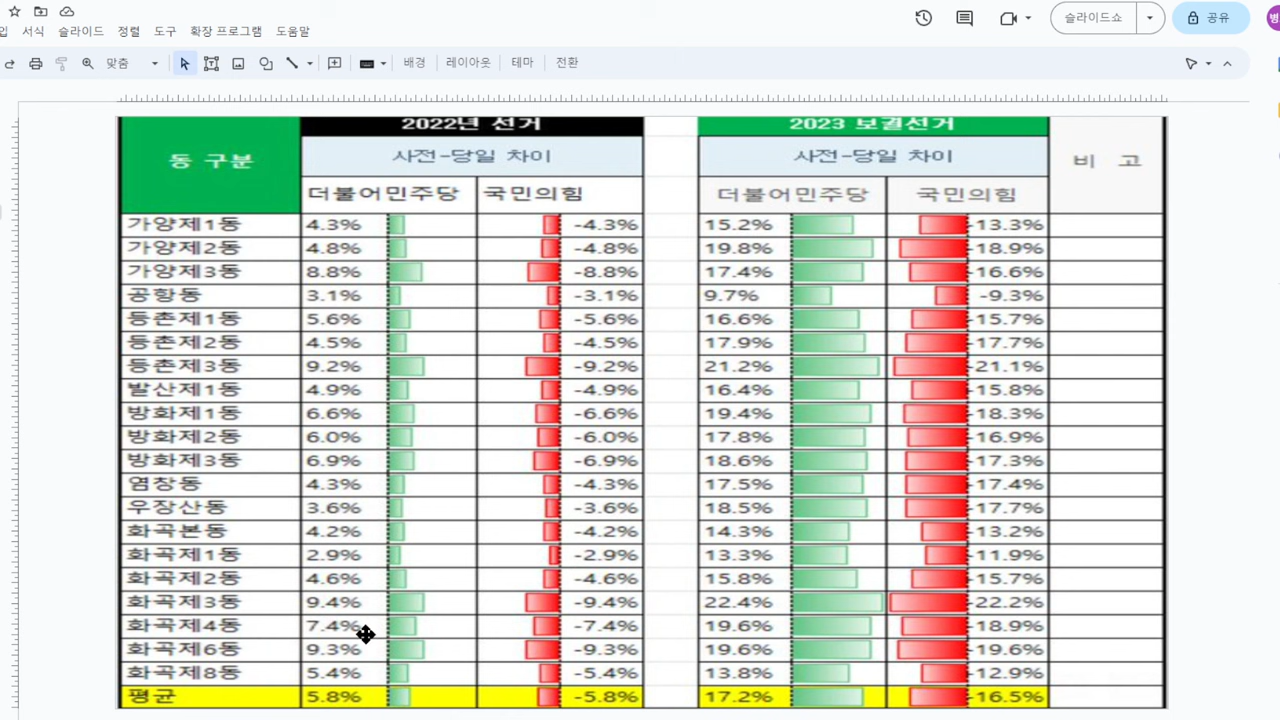 입 서식 슬라이드 정렬 도구 확장 프로그램 도움말
슬라이드쇼 공유 병
맞춤 배경 레이아웃 테마 전환
2022년 선거 2023 보궐선거
동 구분 사전-당일 차이 사전-당일 차이 비 고
더불어민주당 국민의힘 더불어민주당 국민의힘
가양제1동 4.3% -4.3% 15.2% -13.3%
가양제2동 4.8% -4.8% 19.8% -18.9%
가양제3동 8.8% -8.8% 17.4% -16.6%
공항동 3.1% -3.1% 9.7% -9.3%
등촌제1동 5.6% -5.6% 16.6% -15.7%
등촌제2동 4.5% -4.5% 17.9% -17.7%
등촌제3동 9.2% -9.2% 21.2% -21.1%
발산제1동 4.9% -4.9% 16.4% -15.8%
방화제1동 6.6% -6.6% 19.4% -18.3%
방화제2동 6.0% -6.0% 17.8% -16.9%
방화제3동 6.9% -6.9% 18.6% -17.3%
염창동 4.3% -4.3% 17.5% -17.4%
우장산동 3.6% -3.6% 18.5% -17.7%
화곡본동 4.2% -4.2% 14.3% -13.2%
화곡제1동 2.9% -2.9% 13.3% -11.9%
화곡제2동 4.6% -4.6% 15.8% -15.7%
화곡제3동 9.4% -9.4% 22.4% -22.2%
화곡제4동 7.4% -7.4% 19.6% -18.9%
화곡제6동 9.3% -9.3% 19.6% -19.6%
화곡제8동 5.4% -5.4% 13.8% -12.9%
평균 5.8% -5.8% 17.2% -16.5%